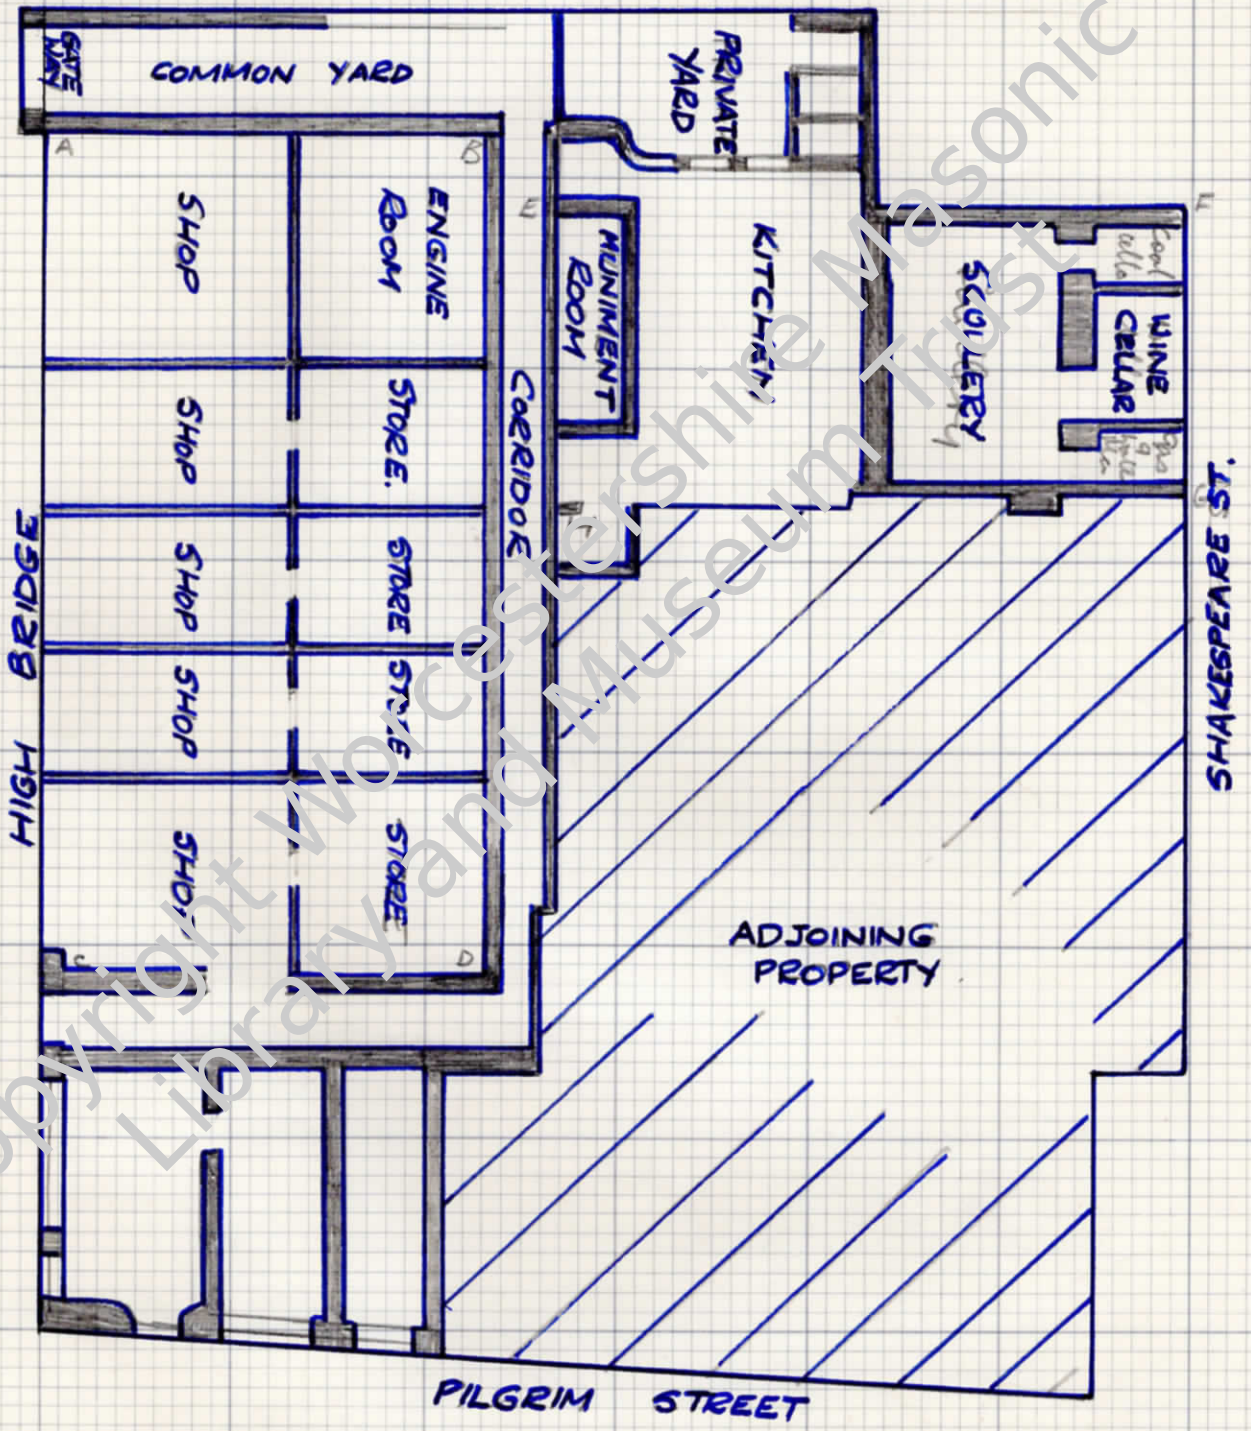 GATE
WAY
COMMON YARD
PRIVATE
YARD
A
B
SHOP
ENGINE
ROOM
E
MUNIMENT
ROOM
KITCHEN
SCULLERY
F
Coal
WINE
CELLAR
CORRIDOR
SHOP
STORE.
SHOP
STORE
SHOP
STORE
SHOP
STORE
C
D
HIGH BRIDGE
SHAKESPEARE ST.
ADJOINING
PROPERTY
PILGRIM STREET
Copyright Worcestershire Masonic
Library and Museum Trust